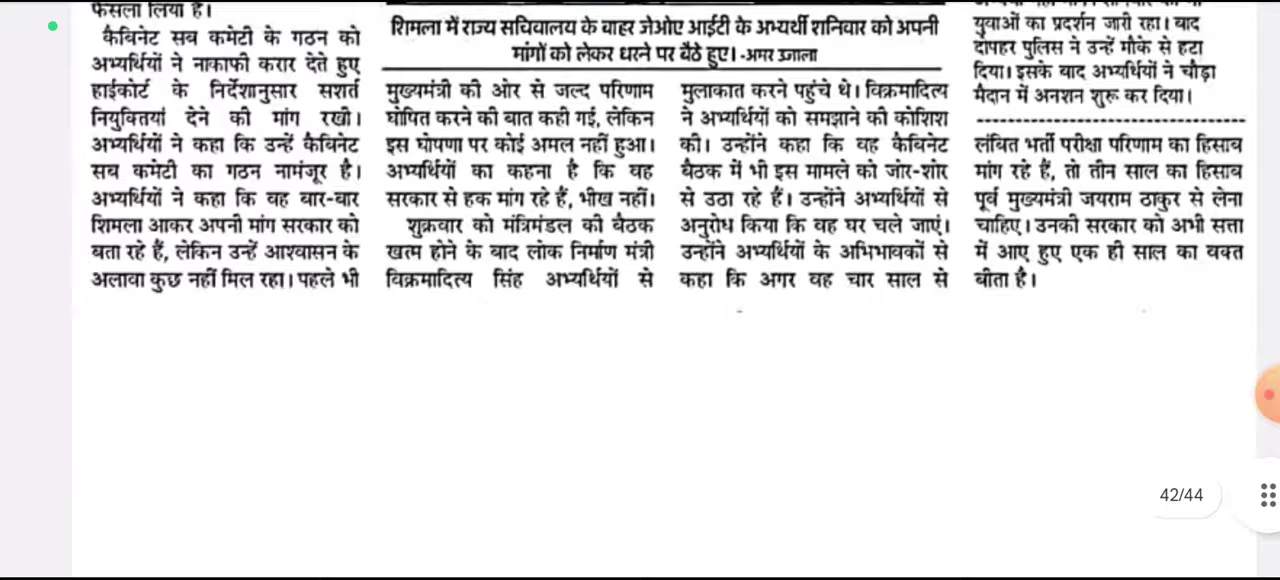 फैसला लिया है।
कैबिनेट सब कमेटी के गठन को
अभ्यर्थियों ने नाकाफी करार देते हुए
हाईकोर्ट के निर्देशानुसार सशर्त
नियुक्तियां देने की मांग रखी।
अभ्यर्थियों ने कहा कि उन्हें कैबिनेट
सब कमेटी का गठन नामंजूर है।
अभ्यर्थियों ने कहा कि वह बार-बार
शिमला आकर अपनी मांग सरकार को
बता रहे हैं, लेकिन उन्हें आश्वासन के
अलावा कुछ नहीं मिल रहा। पहले भी
शिमला में राज्य सचिवालय के बाहर जेओए आईटी के अभ्यर्थी शनिवार को अपनी
मांगों को लेकर धरने पर बैठे हुए। -अमर उजाला
मुख्यमंत्री की ओर से जल्द परिणाम
घोषित करने की बात कही गई, लेकिन
इस घोषणा पर कोई अमल नहीं हुआ।
अभ्यर्थियों का कहना है कि वह
सरकार से हक मांग रहे हैं, भीख नहीं।
शुक्रवार को मंत्रिमंडल की बैठक
खत्म होने के बाद लोक निर्माण मंत्री
विक्रमादित्य सिंह अभ्यर्थियों से
मुलाकात करने पहुंचे थे। विक्रमादित्य
ने अभ्यर्थियों को समझाने की कोशिश
की। उन्होंने कहा कि वह कैबिनेट
बैठक में भी इस मामले को जोर-शोर
से उठा रहे हैं। उन्होंने अभ्यर्थियों से
अनुरोध किया कि वह घर चले जाएं।
उन्होंने अभ्यर्थियों के अभिभावकों से
कहा कि अगर वह चार साल से
युवाओं का प्रदर्शन जारी रहा। बाद
दोपहर पुलिस ने उन्हें मौके से हटा
दिया। इसके बाद अभ्यर्थियों ने चौड़ा
मैदान में अनशन शुरू कर दिया।
लंबित भर्ती परीक्षा परिणाम का हिसाब
मांग रहे हैं, तो तीन साल का हिसाब
पूर्व मुख्यमंत्री जयराम ठाकुर से लेना
चाहिए। उनकी सरकार को अभी सत्ता
में आए हुए एक ही साल का वक्त
बीता है।
42/44